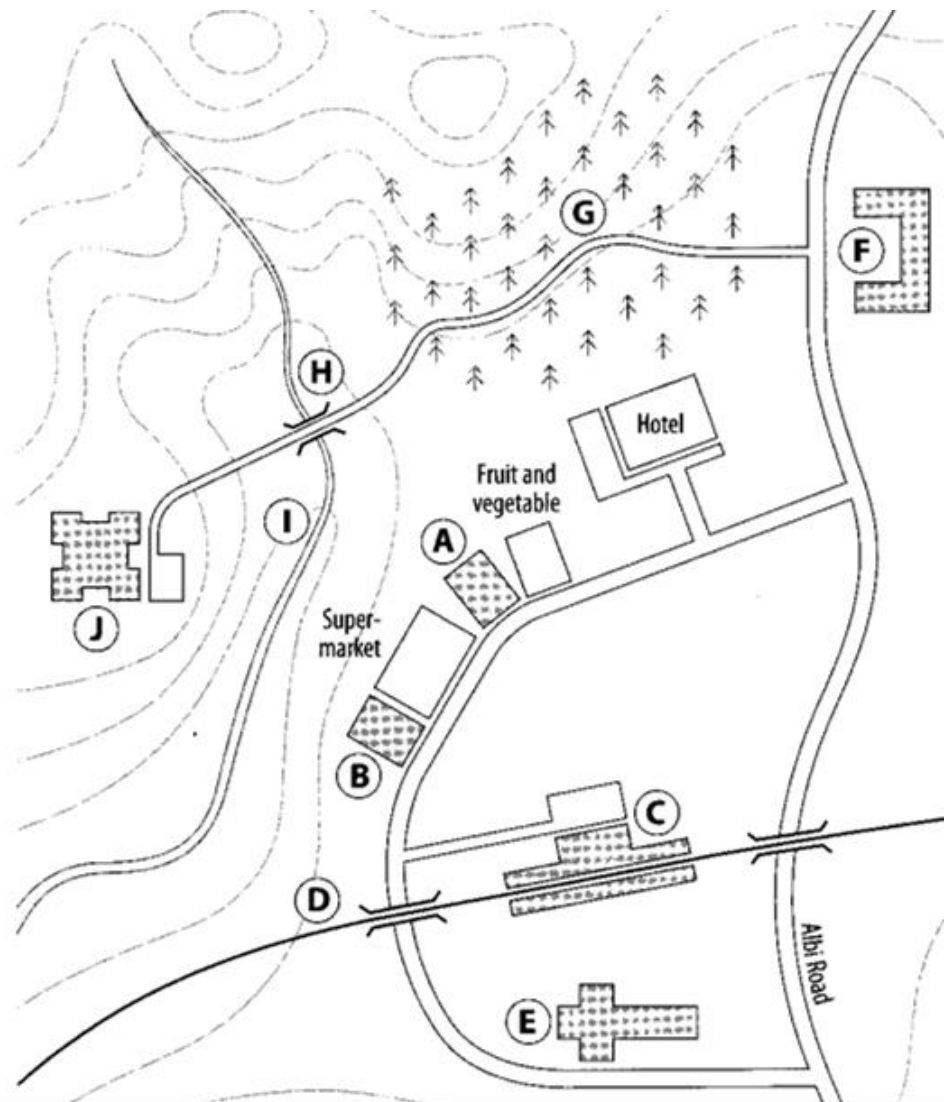 G
F
H
Hotel
Fruit and
vegetable
A
I
J
Super-
market
B
C
D
Albi Road
E